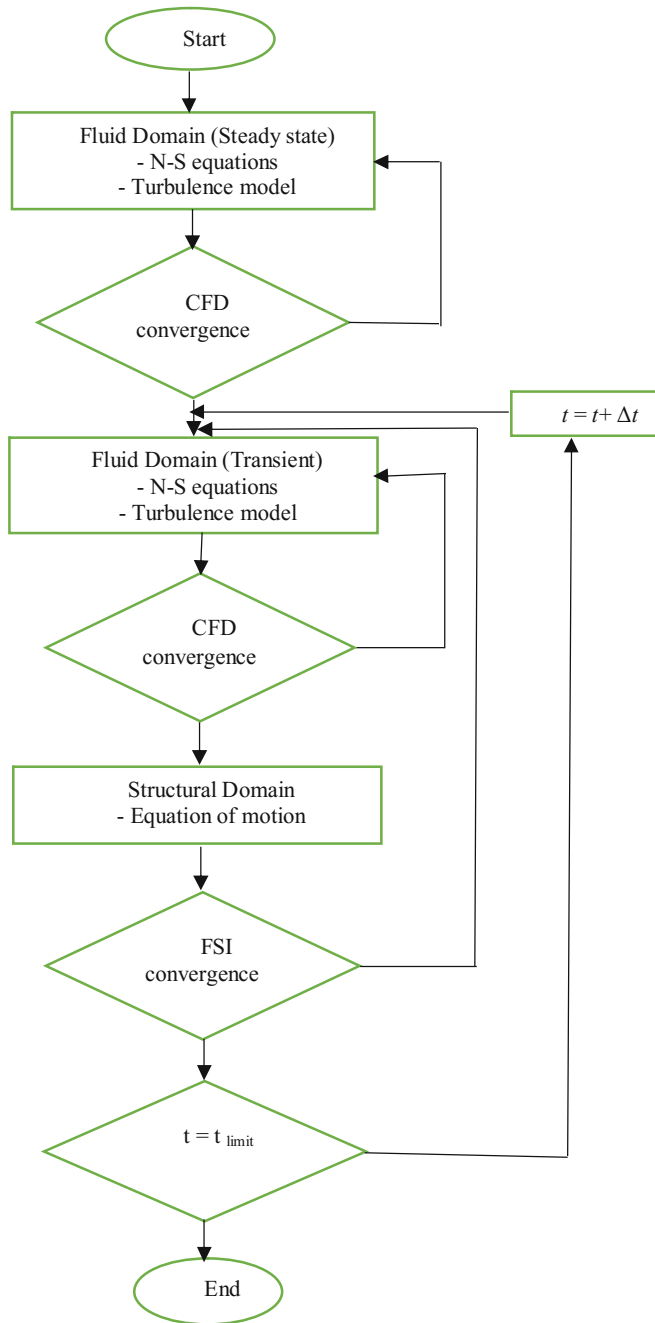 Start
Fluid Domain (Steady state)
- N-S equations
- Turbulence model
CFD
convergence
t = t+ Δt
Fluid Domain (Transient)
- N-S equations
- Turbulence model
CFD
convergence
Structural Domain
- Equation of motion
FSI
convergence
t = t limit
End